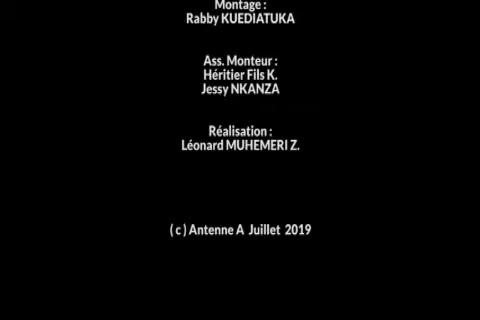 Montage :
Rabby KUEDIATUKA
Ass. Monteur :
Héritier Fils K.
Jessy NKANZA
Réalisation :
Léonard MUHEMERI Z.
( c ) Antenne A Juillet 2019